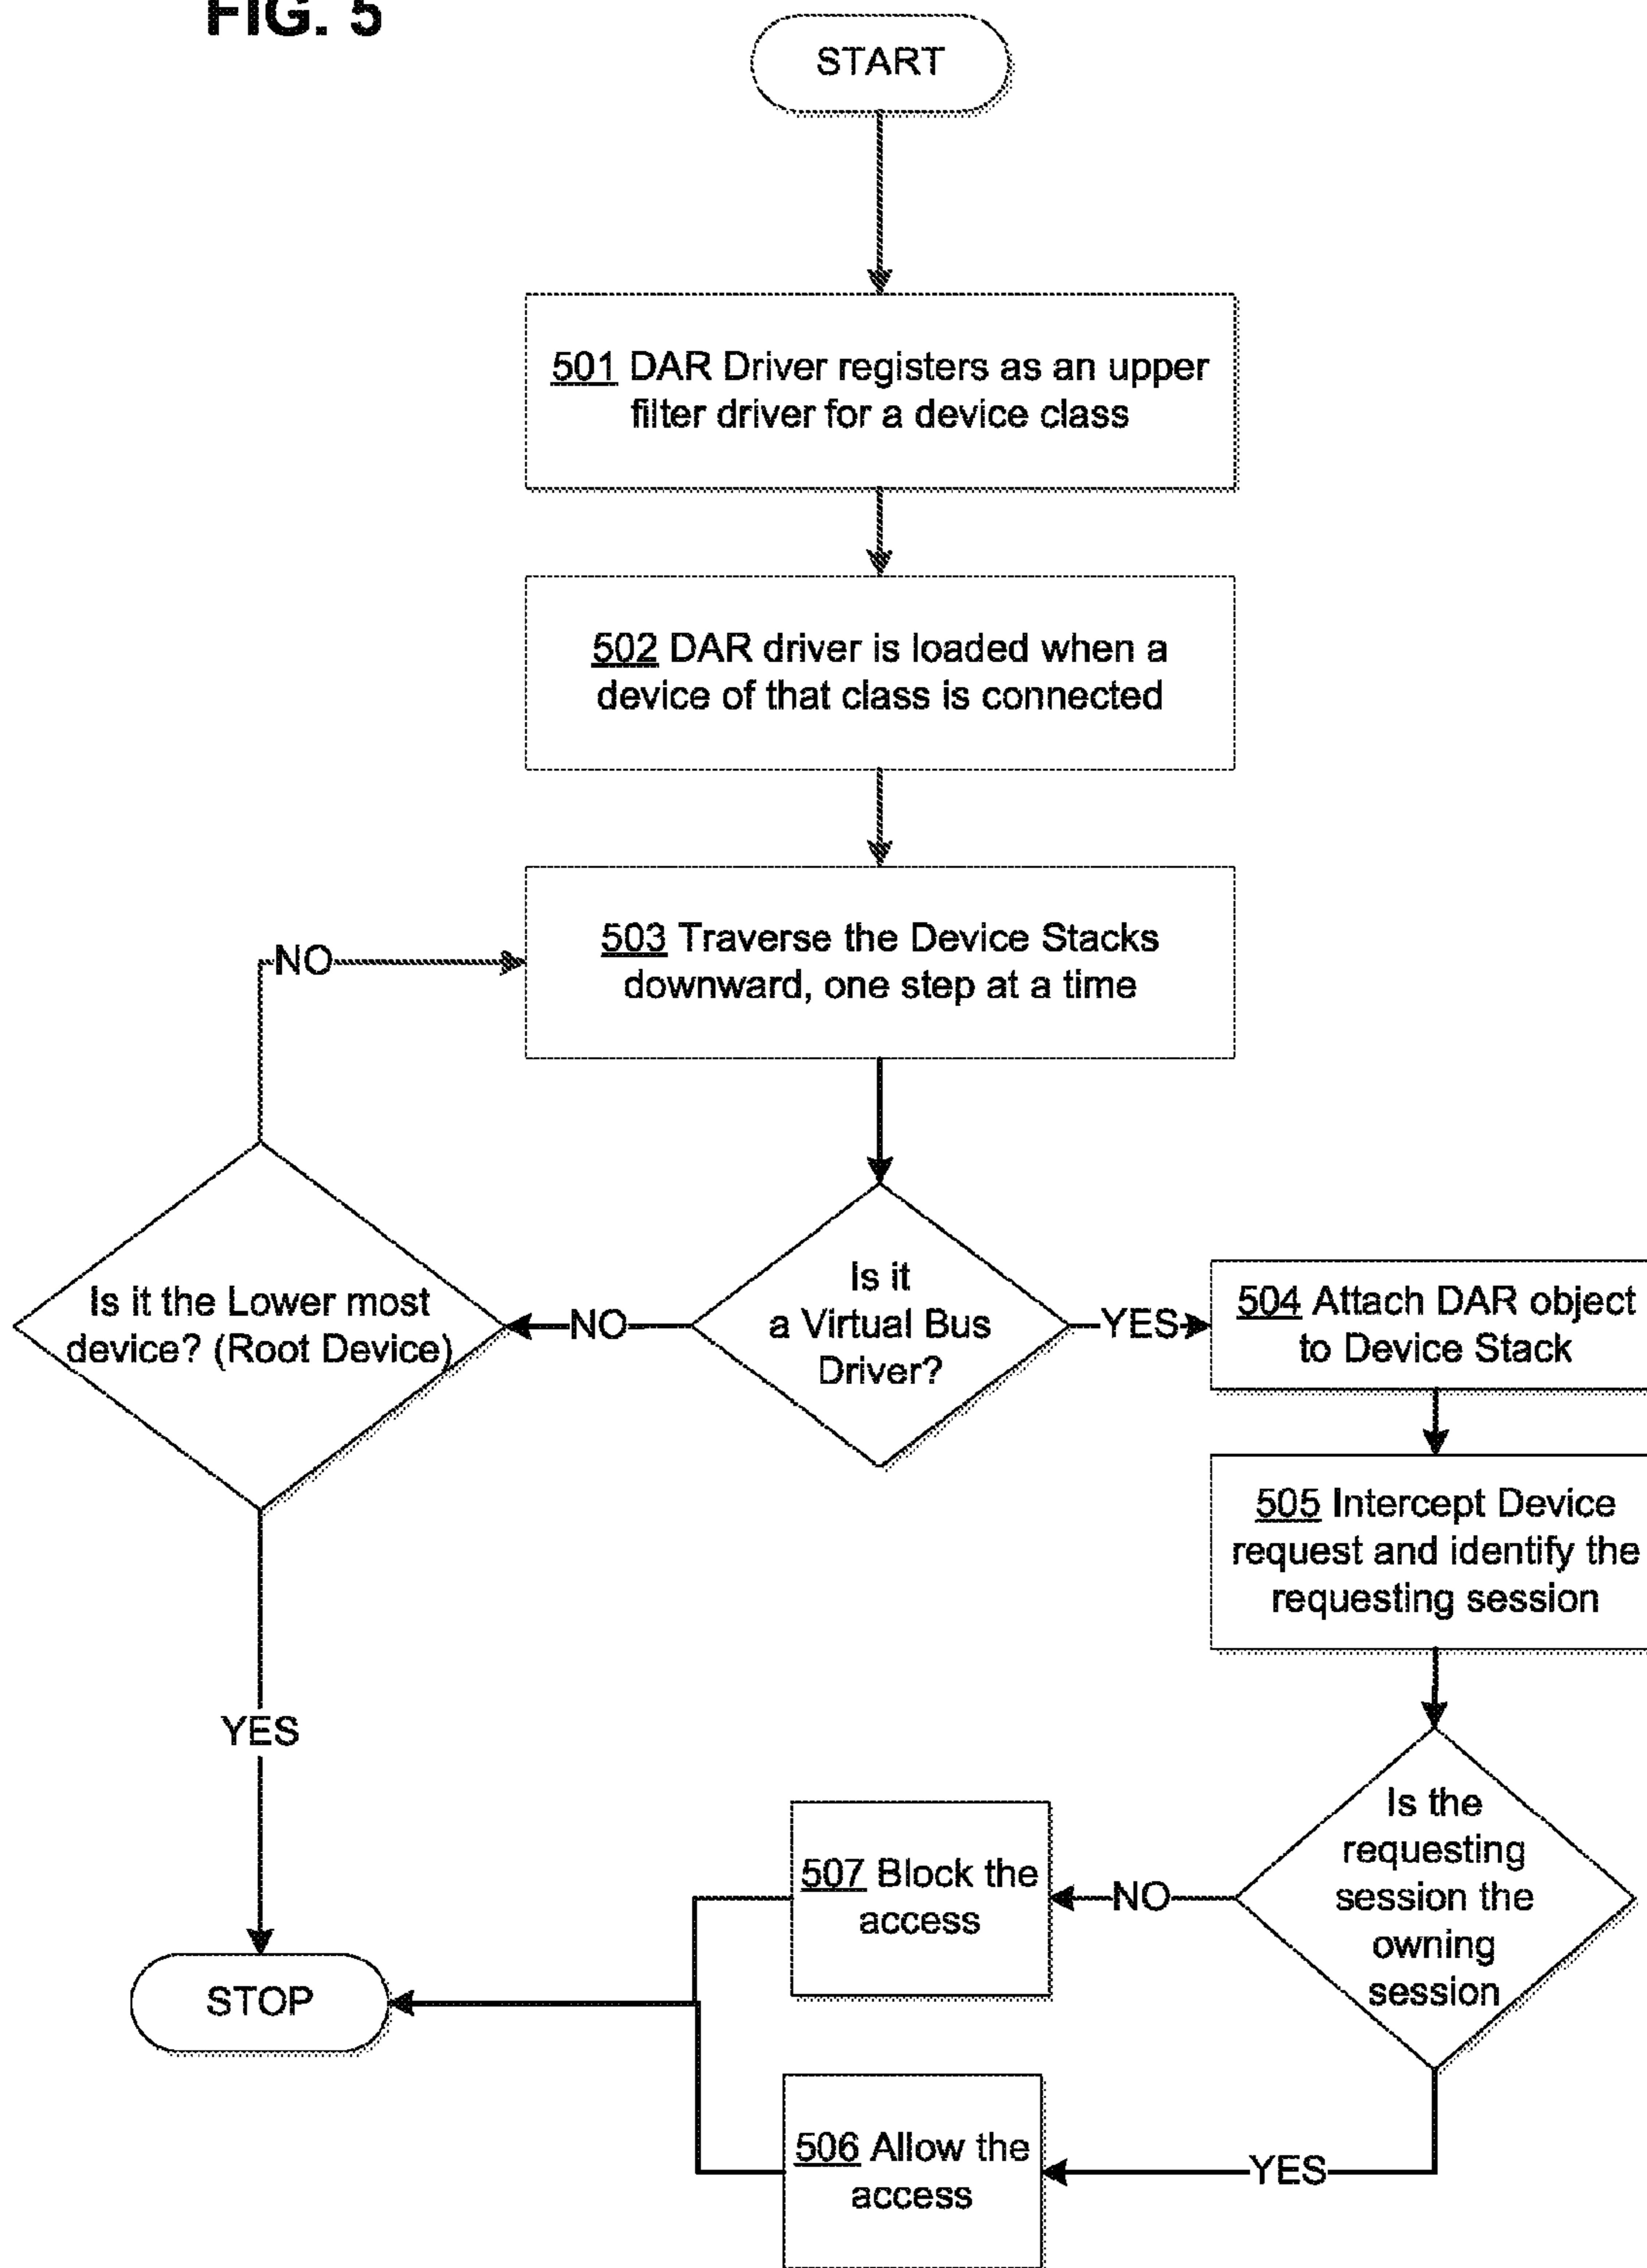 FIG. 5
START
501 DAR Driver registers as an upper
filter driver for a device class
502 DAR driver is loaded when a
device of that class is connected
503 Traverse the Device Stacks
downward, one step at a time
NO
Is it
a Virtual Bus
Driver?
NO
YES
Is it the Lower most
device? (Root Device)
504 Attach DAR object
to Device Stack
505 Intercept Device
request and identify the
requesting session
YES
Is the
requesting
session the
owning
session
NO
507 Block the
access
STOP
YES
506 Allow the
access